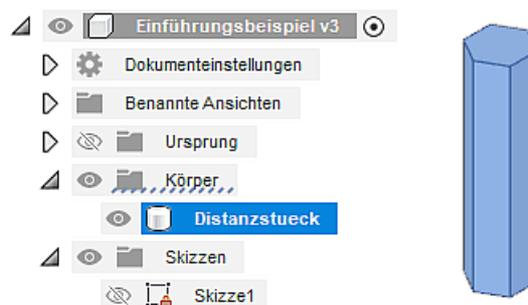 Einführungsbeispiel v3
Dokumenteinstellungen
Benannte Ansichten
Ursprung
Körper
Distanzstueck
Skizzen
Skizze1